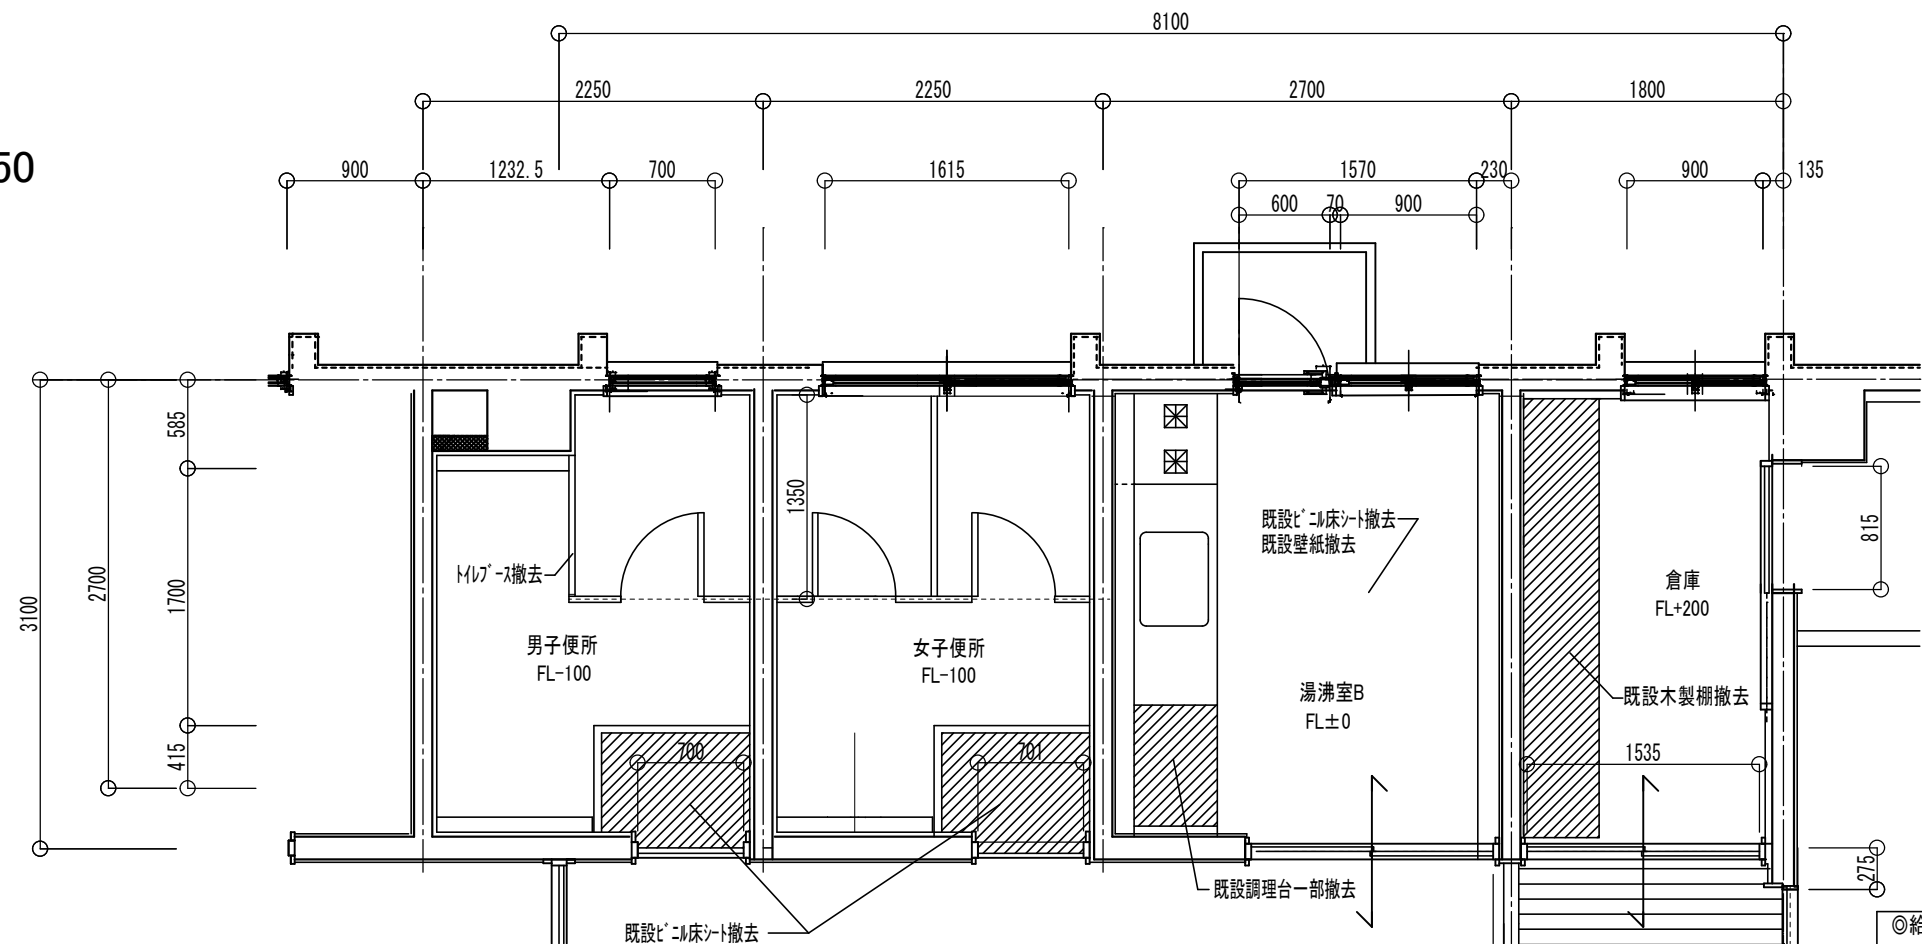 8100
2250
2250
2700
1800
50
900
1232.5
700
1615
1570
230
900
135
600
70
900
585
1350
既設ビニル床シート撤去
既設壁紙撤去
815
トイレブース撤去
倉庫
FL+200
3100
2700
1700
男子便所
FL-100
女子便所
FL-100
湯沸室B
FL±0
既設木製棚撤去
415
700
701
1535
275
既設調理台一部撤去
既設ビニル床シート撤去
◎給